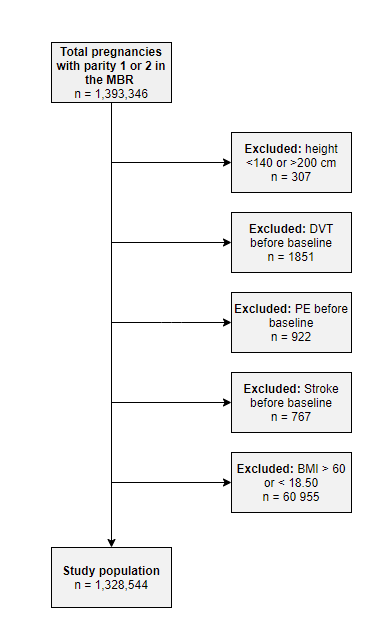 Total pregnancies
with parity 1 or 2 in
the MBR
n = 1,393,346
Excluded: height
<140 or >200 cm
n = 307
Excluded: DVT
before baseline
n = 1851
Excluded: PE before
baseline
n = 922
Excluded: Stroke
before baseline
n = 767
Excluded: BMI > 60
or < 18.50
n = 60 955
Study population
n = 1,328,544